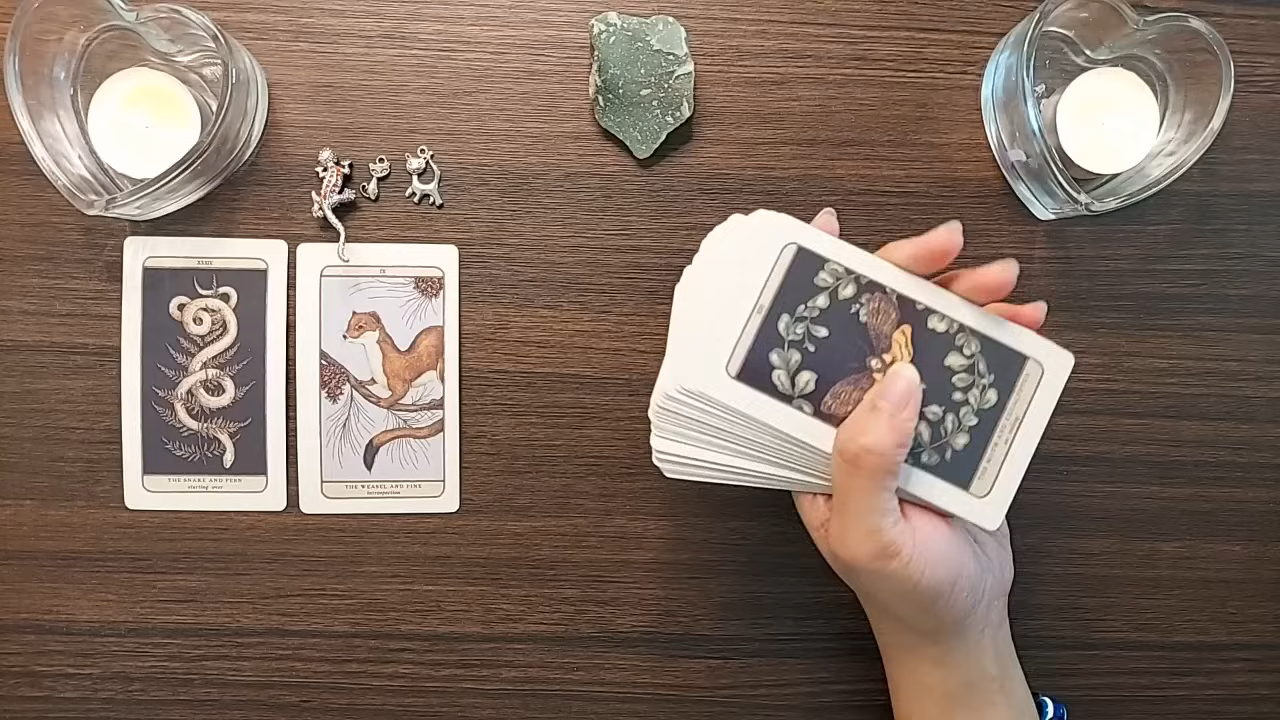 XXXIX
THE SNAKE AND FERN
starting over
IX
THE WEASEL AND PINE
introspection